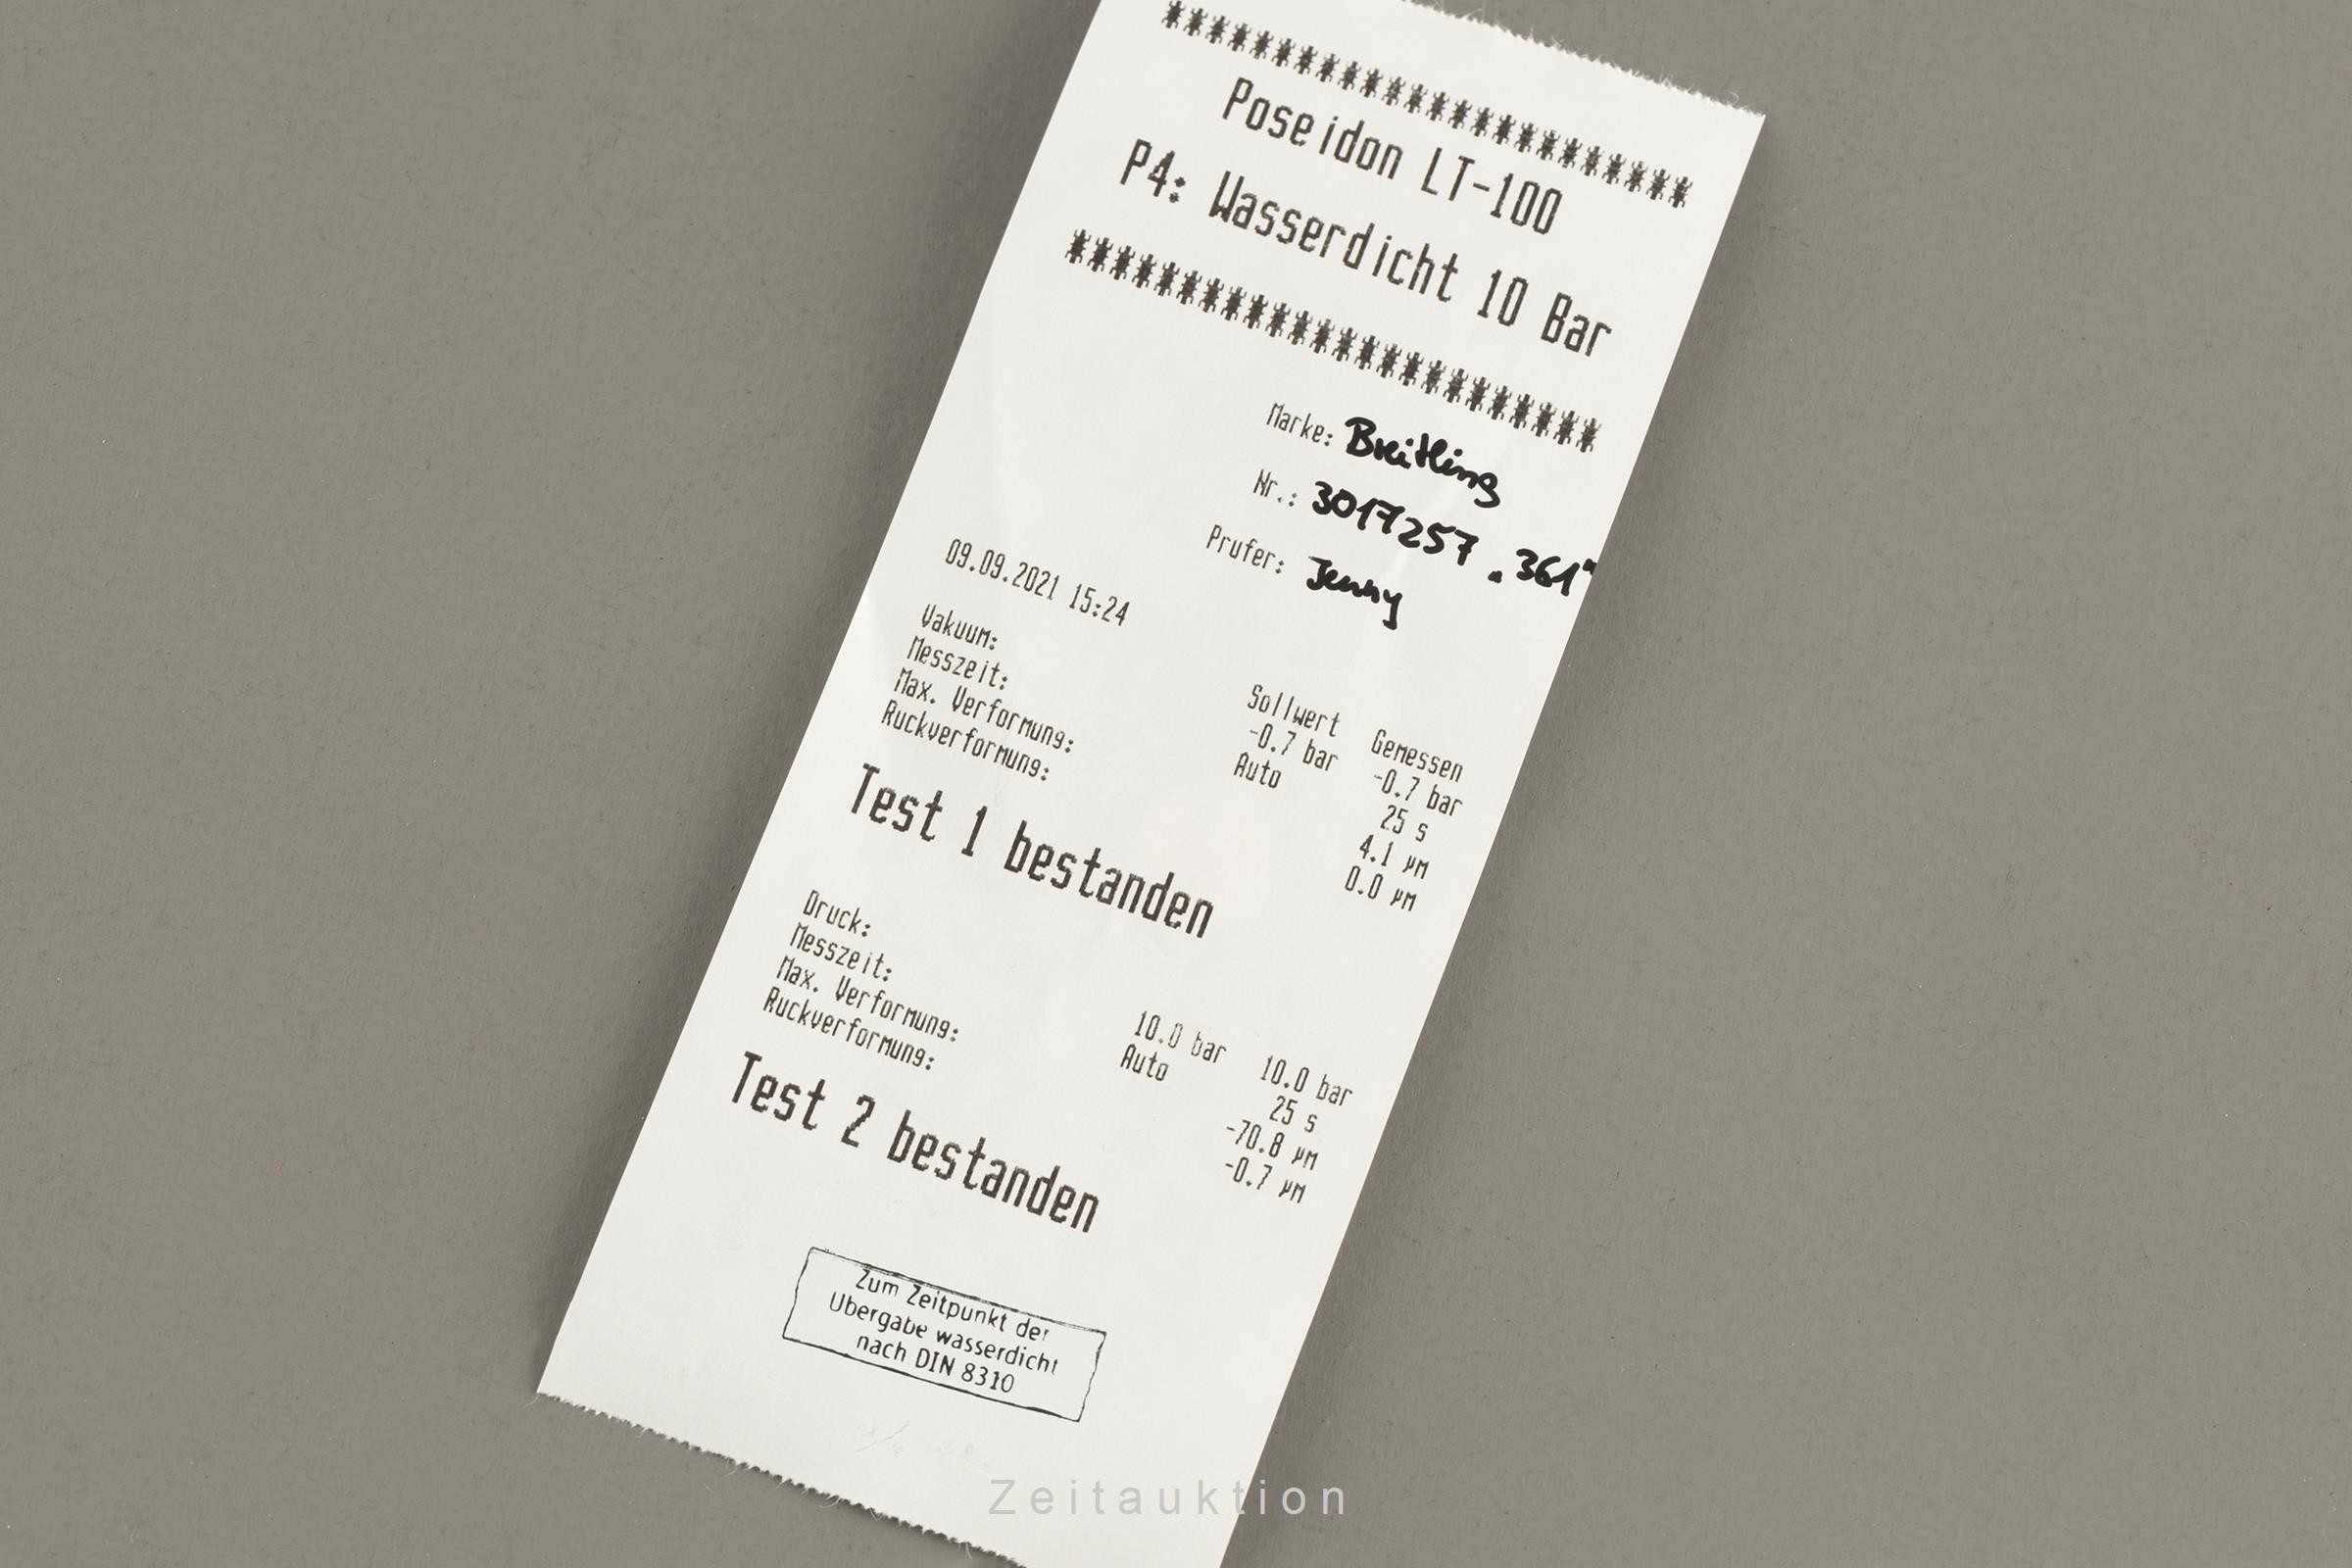 ************************
Poseidon LT-100
P4: Wasserdicht 10 Bar
************************
Marke: Breitling
Nr.: 3017257 „361“
Prufer: Jenny
09.09.2021 15:24
Sollwert Gemessen
Vakuum: -0.7 bar -0.7 bar
Messzeit: Auto 25 s
Max. Verformung: 4.1 µm
Ruckverformung: 0.0 µm
Test 1 bestanden
Druck: 10.0 bar 10.0 bar
Messzeit: Auto 25 s
Max. Verformung: -70.8 µm
Ruckverformung: -0.7 µm
Test 2 bestanden
Zum Zeitpunkt der
Übergabe wasserdicht
nach DIN 8310
Zeitauktion